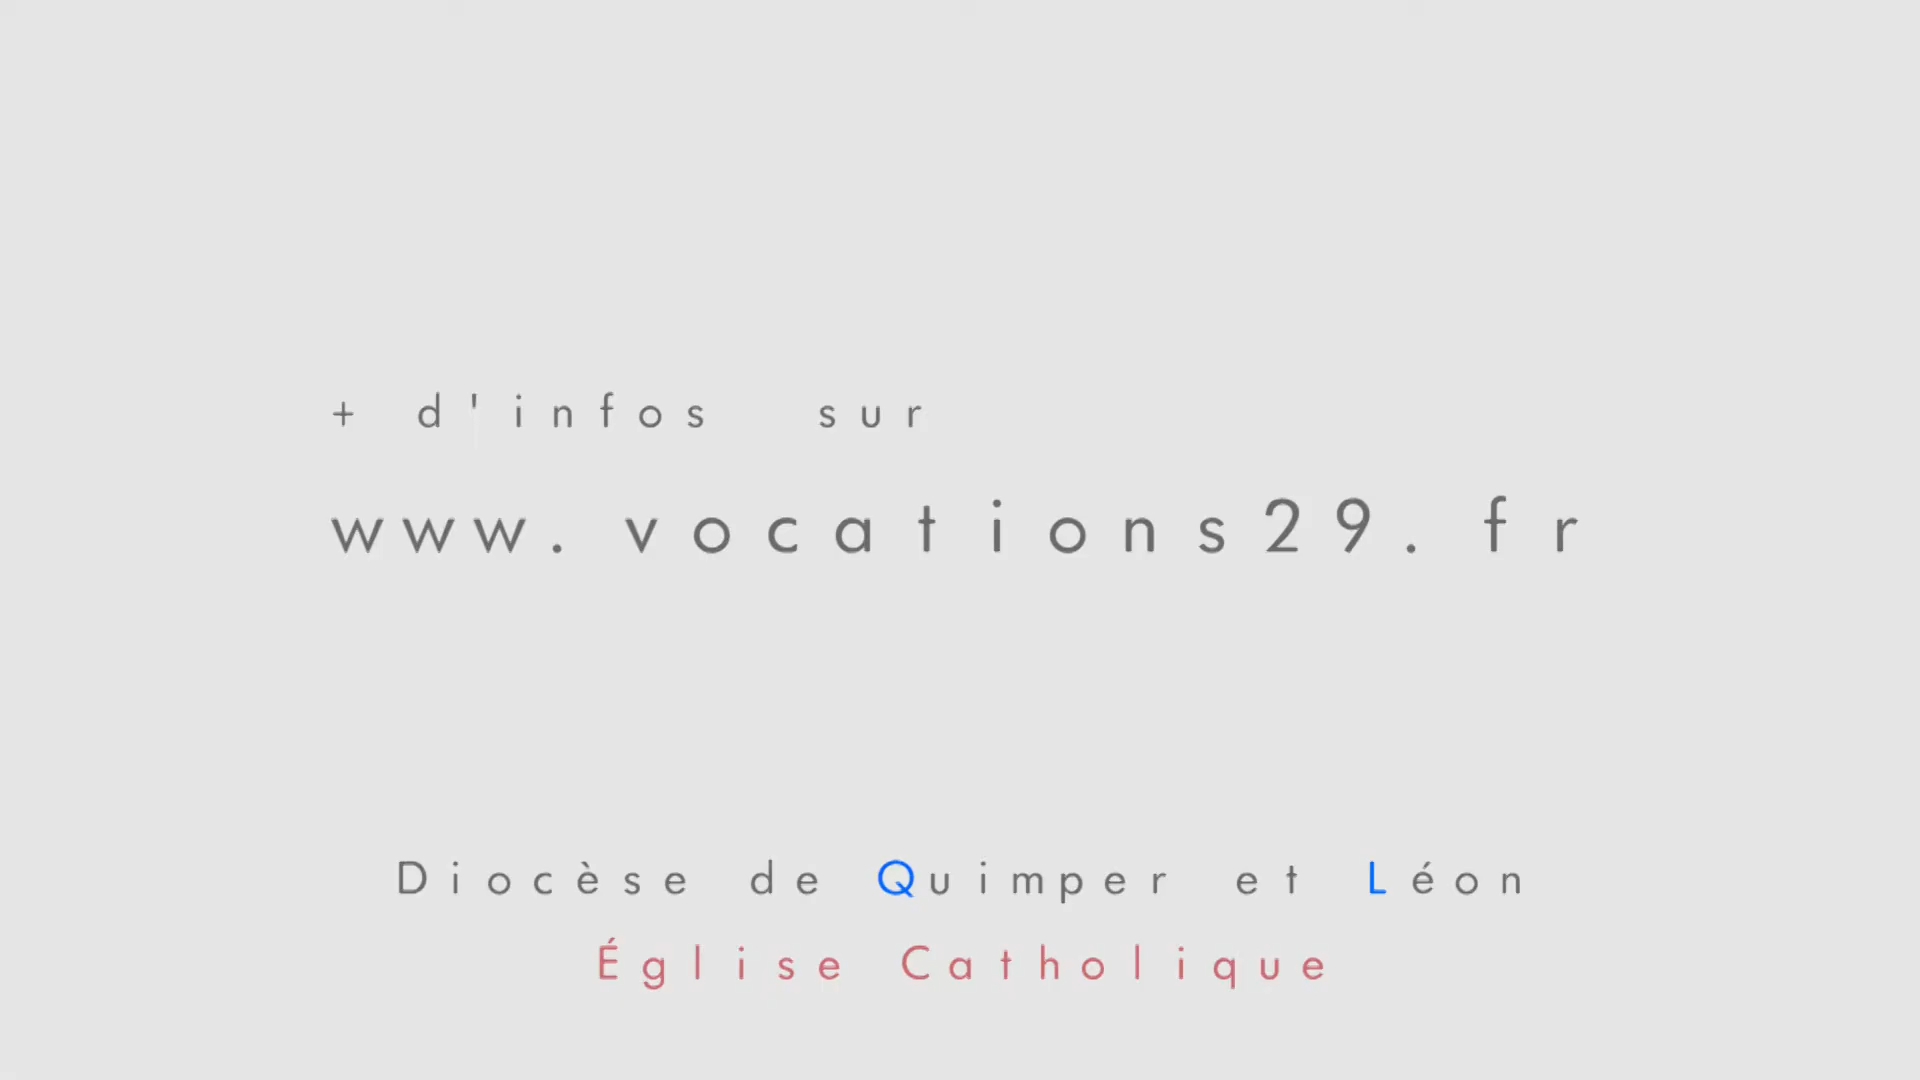 + d'infos sur
www.vocations29.fr
Diocèse de Quimper et Léon
Église Catholique